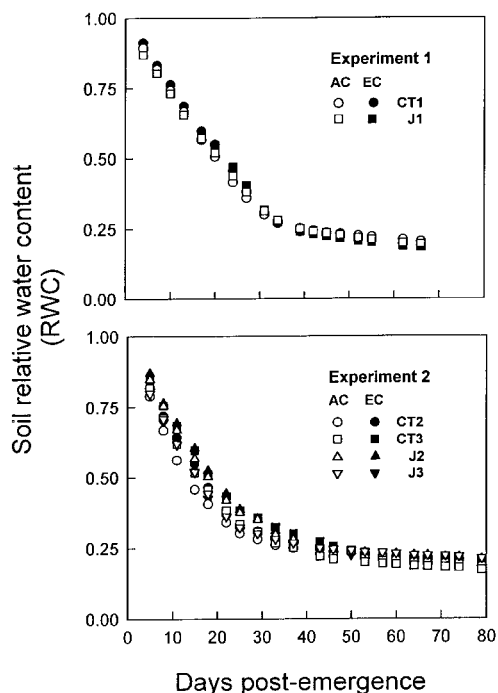 Soil relative water content
(RWC)
1.00
0.75
0.50
0.25
0.00
Experiment 1
AC EC
CT1
J1
1.00
0.75
0.50
0.25
0.00
Experiment 2
AC EC
CT2
CT3
J2
J3
0 10 20 30 40 50 60 70 80
Days post-emergence